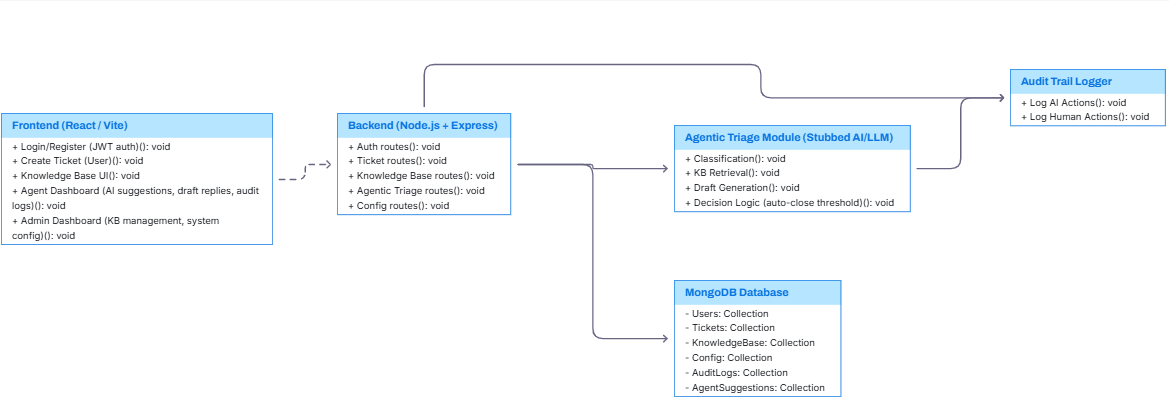 Frontend (React / Vite)
+ Login/Register (JWT auth)(): void
+ Create Ticket (User)(): void
+ Knowledge Base UI(): void
+ Agent Dashboard (AI suggestions, draft replies, audit
logs)(): void
+ Admin Dashboard (KB management, system
config)(): void
Backend (Node.js + Express)
+ Auth routes(): void
+ Ticket routes(): void
+ Knowledge Base routes(): void
+ Agentic Triage routes(): void
+ Config routes(): void
Agentic Triage Module (Stubbed AI/LLM)
+ Classification(): void
+ KB Retrieval(): void
+ Draft Generation(): void
+ Decision Logic (auto-close threshold)(): void
Audit Trail Logger
+ Log AI Actions(): void
+ Log Human Actions(): void
MongoDB Database
- Users: Collection
- Tickets: Collection
- KnowledgeBase: Collection
- Config: Collection
- AuditLogs: Collection
- AgentSuggestions: Collection